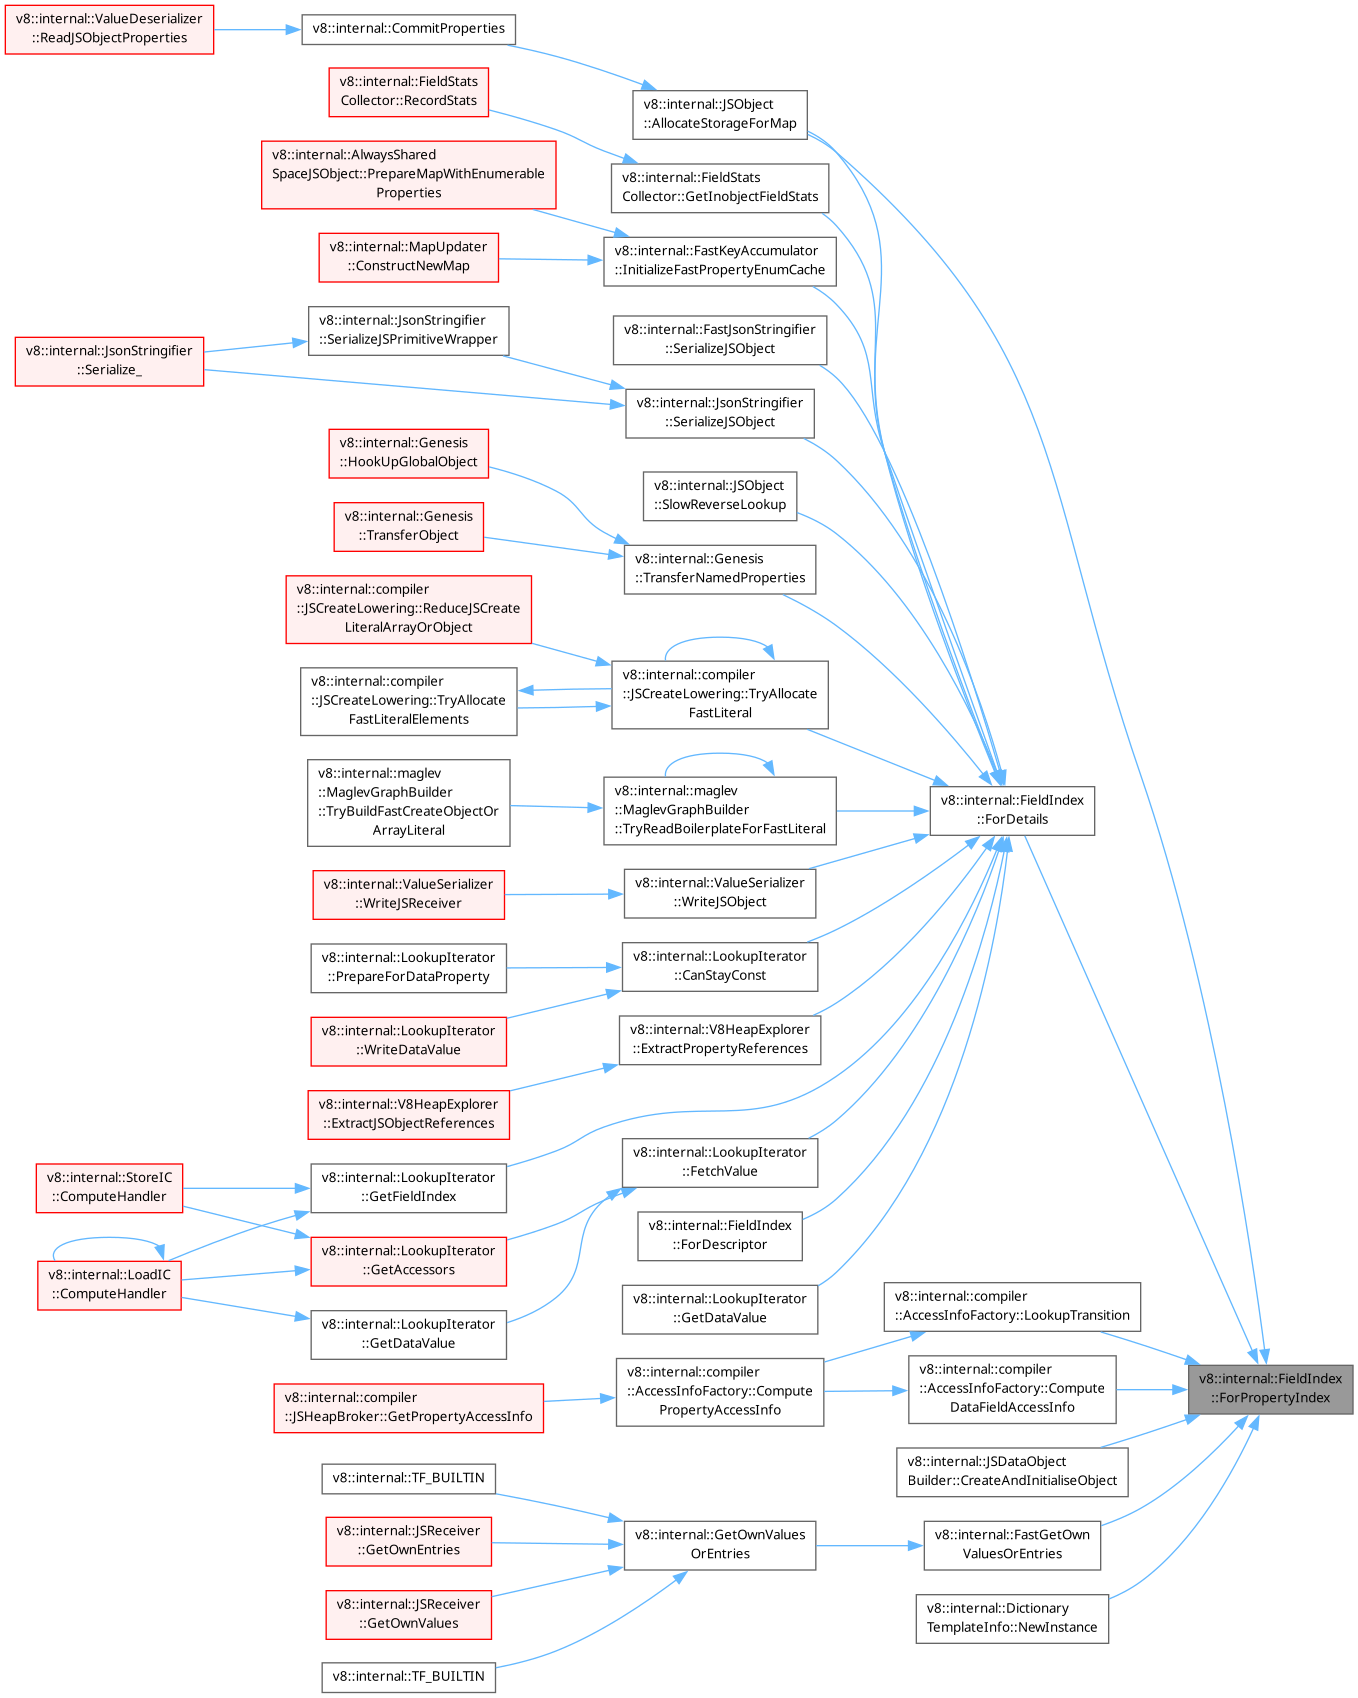 v8::internal::ValueDeserializer
::ReadJSObjectProperties
v8::internal::CommitProperties
v8::internal::FieldStats
Collector::RecordStats
v8::internal::JSObject
::AllocateStorageForMap
v8::internal::AlwaysShared
SpaceJSObject::PrepareMapWithEnumerable
Properties
v8::internal::FieldStats
Collector::GetInobjectFieldStats
v8::internal::MapUpdater
::ConstructNewMap
v8::internal::FastKeyAccumulator
::InitializeFastPropertyEnumCache
v8::internal::JsonStringifier
::SerializeJSPrimitiveWrapper
v8::internal::FastJsonStringifier
::SerializeJSObject
v8::internal::JsonStringifier
::Serialize_
v8::internal::JsonStringifier
::SerializeJSObject
v8::internal::Genesis
::HookUpGlobalObject
v8::internal::JSObject
::SlowReverseLookup
v8::internal::Genesis
::TransferObject
v8::internal::Genesis
::TransferNamedProperties
v8::internal::compiler
::JSCreateLowering::ReduceJSCreate
LiteralArrayOrObject
v8::internal::compiler
::JSCreateLowering::TryAllocate
FastLiteralElements
v8::internal::compiler
::JSCreateLowering::TryAllocate
FastLiteral
v8::internal::maglev
::MaglevGraphBuilder
::TryBuildFastCreateObjectOr
ArrayLiteral
v8::internal::maglev
::MaglevGraphBuilder
::TryReadBoilerplateForFastLiteral
v8::internal::FieldIndex
::ForDetails
v8::internal::ValueSerializer
::WriteJSReceiver
v8::internal::ValueSerializer
::WriteJSObject
v8::internal::LookupIterator
::PrepareForDataProperty
v8::internal::LookupIterator
::CanStayConst
v8::internal::LookupIterator
::WriteDataValue
v8::internal::V8HeapExplorer
::ExtractPropertyReferences
v8::internal::V8HeapExplorer
::ExtractJSObjectReferences
v8::internal::StoreIC
::ComputeHandler
v8::internal::LookupIterator
::GetFieldIndex
v8::internal::LookupIterator
::FetchValue
v8::internal::LoadIC
::ComputeHandler
v8::internal::LookupIterator
::GetAccessors
v8::internal::FieldIndex
::ForDescriptor
v8::internal::LookupIterator
::GetDataValue
v8::internal::LookupIterator
::GetDataValue
v8::internal::compiler
::AccessInfoFactory::LookupTransition
v8::internal::compiler
::JSHeapBroker::GetPropertyAccessInfo
v8::internal::compiler
::AccessInfoFactory::Compute
PropertyAccessInfo
v8::internal::compiler
::AccessInfoFactory::Compute
DataFieldAccessInfo
v8::internal::FieldIndex
::ForPropertyIndex
v8::internal::JSDataObject
Builder::CreateAndInitialiseObject
v8::internal::TF_BUILTIN
v8::internal::JSReceiver
::GetOwnEntries
v8::internal::GetOwnValues
OrEntries
v8::internal::FastGetOwn
ValuesOrEntries
v8::internal::JSReceiver
::GetOwnValues
v8::internal::Dictionary
TemplateInfo::NewInstance
v8::internal::TF_BUILTIN